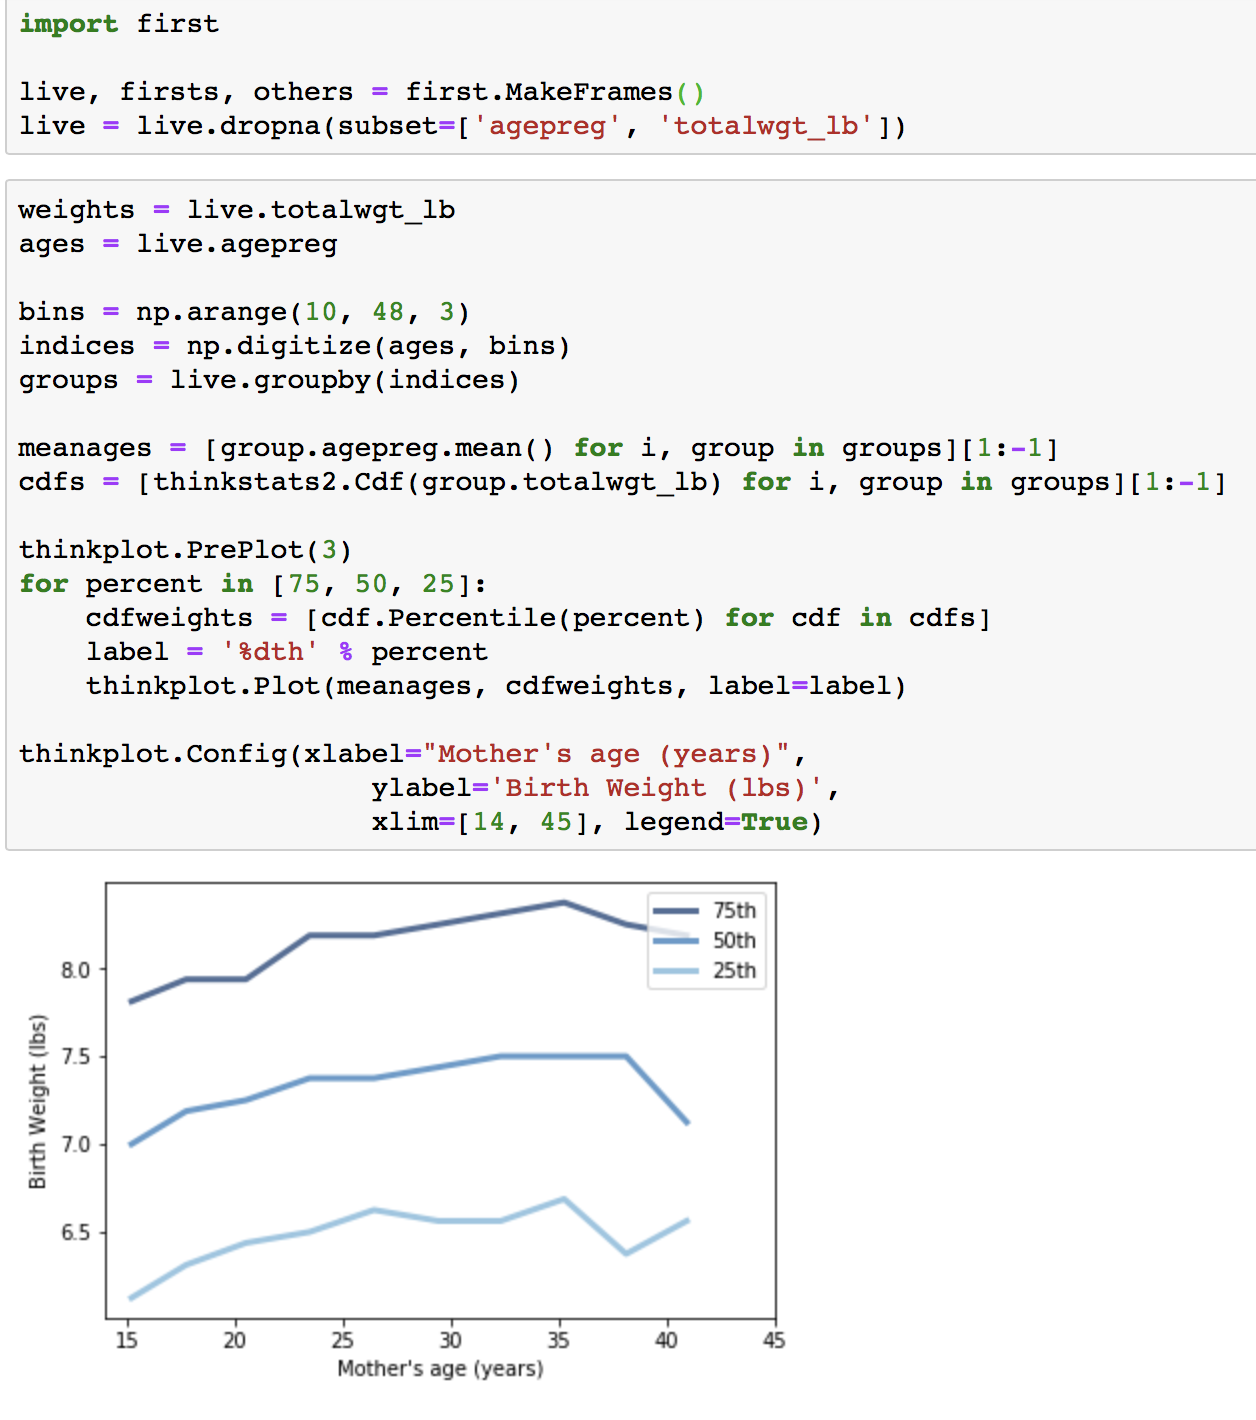 import first
live, firsts, others = first.MakeFrames()
live = live.dropna(subset=['agepreg', 'totalwgt_lb'])
weights = live.totalwgt_lb
ages = live.agepreg
bins = np.arange(10, 48, 3)
indices = np.digitize(ages, bins)
groups = live.groupby(indices)
meanages = [group.agepreg.mean() for i, group in groups][1:-1]
cdfs = [thinkstats2.Cdf(group.totalwgt_lb) for i, group in groups][1:-1]
thinkplot.PrePlot(3)
for percent in [75, 50, 25]:
    cdfweights = [cdf.Percentile(percent) for cdf in cdfs]
    label = '%dth' % percent
    thinkplot.Plot(meanages, cdfweights, label=label)
thinkplot.Config(xlabel="Mother's age (years)",
                     ylabel='Birth Weight (lbs)',
                     xlim=[14, 45], legend=True)
75th
50th
25th
8.0
7.5
7.0
6.5
Birth Weight (lbs)
15 20 25 30 35 40 45
Mother's age (years)